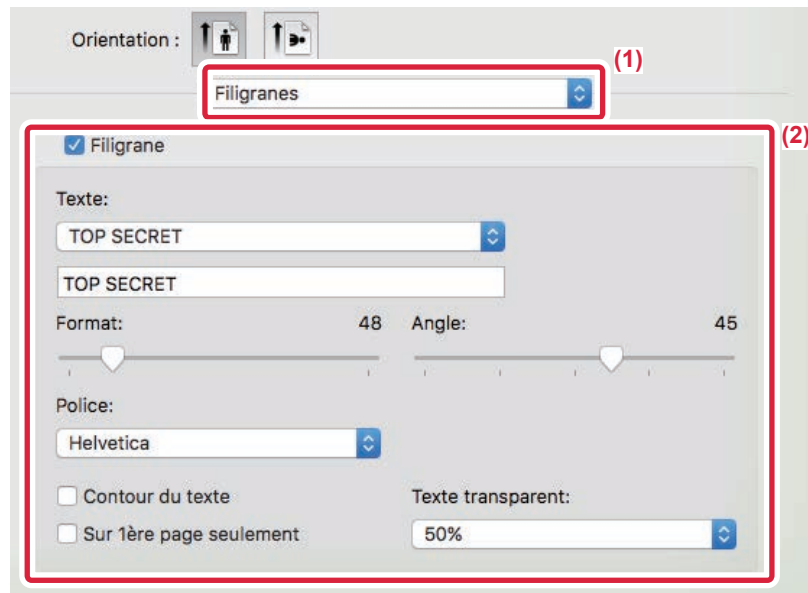 Orientation :
(1)
Filigranes
(2)
Filigrane
Texte:
TOP SECRET
TOP SECRET
Format: 48 Angle: 45
Police:
Helvetica
Contour du texte Texte transparent:
Sur 1ère page seulement 50%